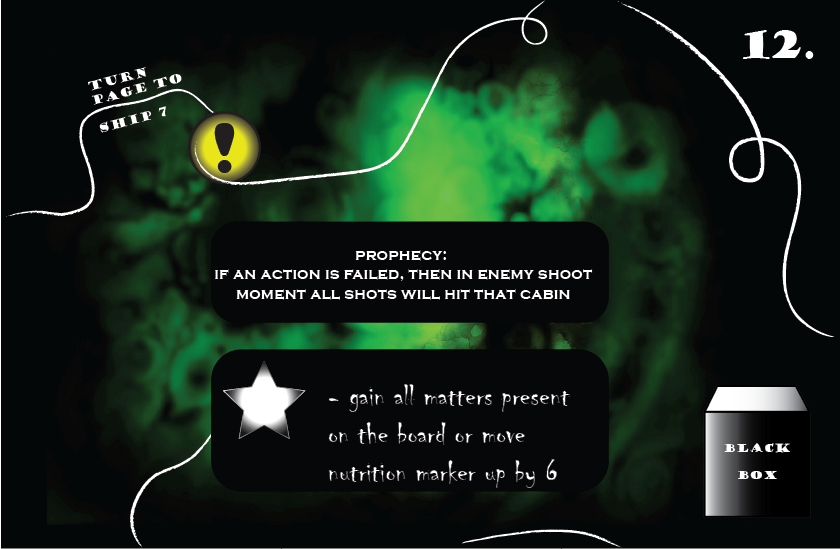 12.
TURN
PAGE TO
SHIP 7
!
PROPHECY:
IF AN ACTION IS FAILED, THEN IN ENEMY SHOOT
MOMENT ALL SHOTS WILL HIT THAT CABIN
- gain all matters present
on the board or move
nutrition marker up by 6
BLACK
BOX